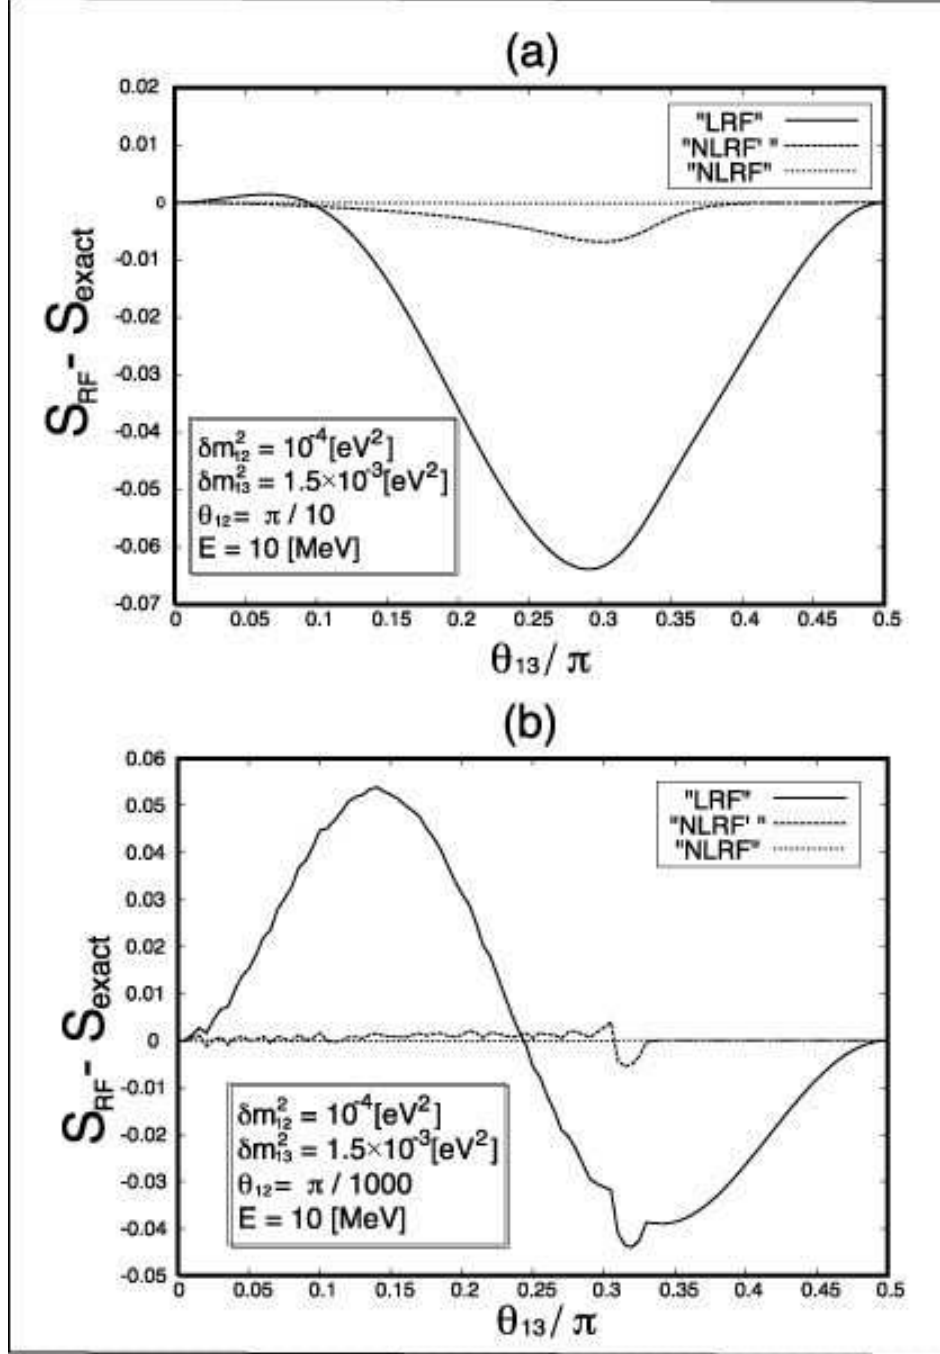 (a)
0.02
0.01
0
-0.01
-0.02
-0.03
-0.04
-0.05
-0.06
-0.07
"LRF"
"NLRF' "
"NLRF"
S_RF - S_exact
δm²₁₂ = 10⁻⁴[eV²]
δm²₁₃ = 1.5×10⁻³[eV²]
θ₁₂= π / 10
E = 10 [MeV]
0 0.05 0.1 0.15 0.2 0.25 0.3 0.35 0.4 0.45 0.5
θ₁₃/ π
(b)
0.06
0.05
0.04
0.03
0.02
0.01
0
-0.01
-0.02
-0.03
-0.04
-0.05
"LRF"
"NLRF' "
"NLRF"
S_RF - S_exact
δm²₁₂ = 10⁻⁴[eV²]
δm²₁₃ = 1.5×10⁻³[eV²]
θ₁₂= π / 1000
E = 10 [MeV]
0 0.05 0.1 0.15 0.2 0.25 0.3 0.35 0.4 0.45 0.5
θ₁₃/ π